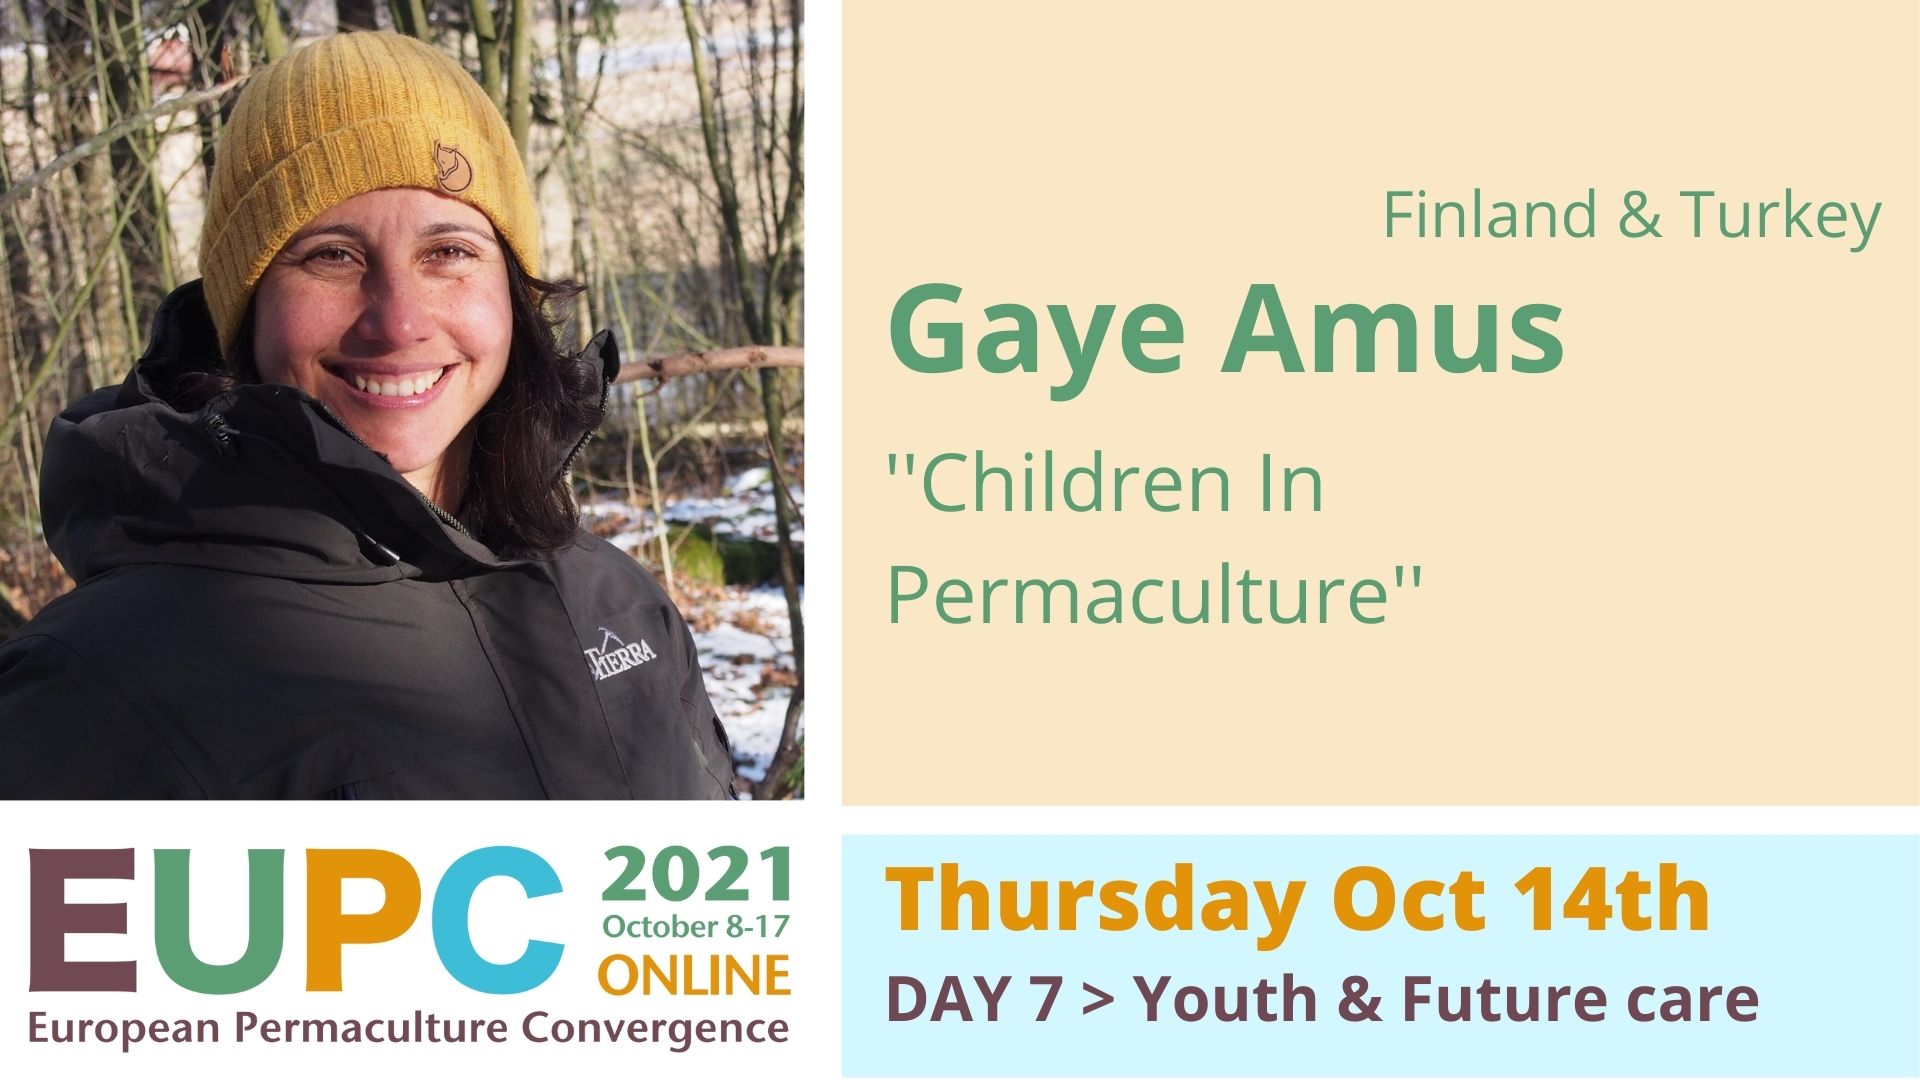 Finland & Turkey
Gaye Amus
''Children In
Permaculture''
TIERRA
EUPC
2021
October 8-17
ONLINE
European Permaculture Convergence
Thursday Oct 14th
DAY 7 > Youth & Future care